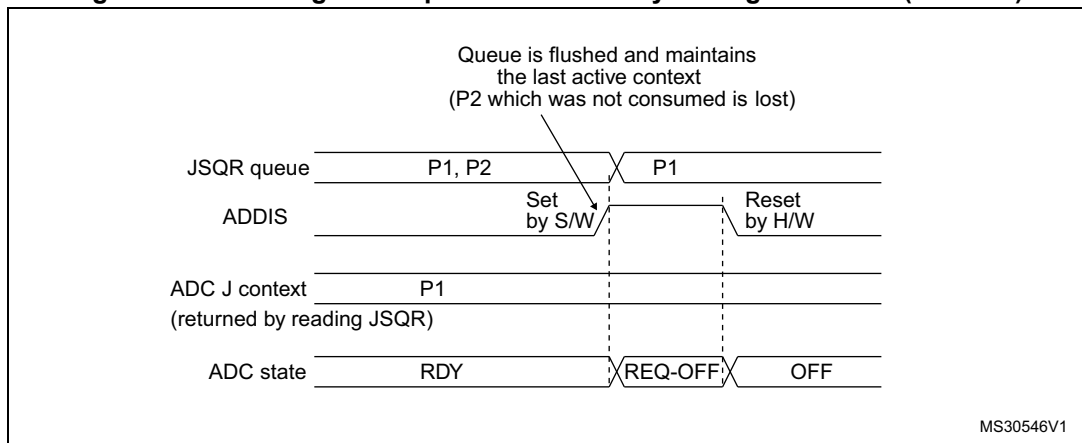 Queue is flushed and maintains
the last active context
(P2 which was not consumed is lost)
JSQR queue P1, P2 P1
ADDIS Set by S/W Reset by H/W
ADC J context P1
(returned by reading JSQR)
ADC state RDY REQ-OFF OFF
MS30546V1